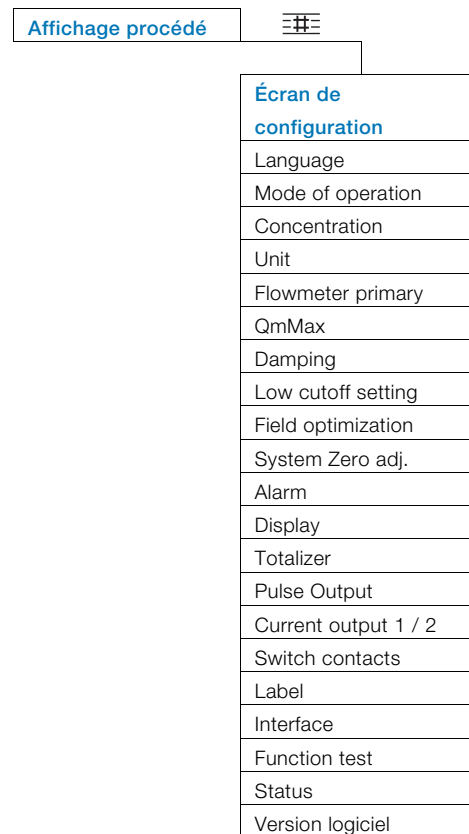 Affichage procédé
Écran de
configuration
Language
Mode of operation
Concentration
Unit
Flowmeter primary
QmMax
Damping
Low cutoff setting
Field optimization
System Zero adj.
Alarm
Display
Totalizer
Pulse Output
Current output 1 / 2
Switch contacts
Label
Interface
Function test
Status
Version logiciel